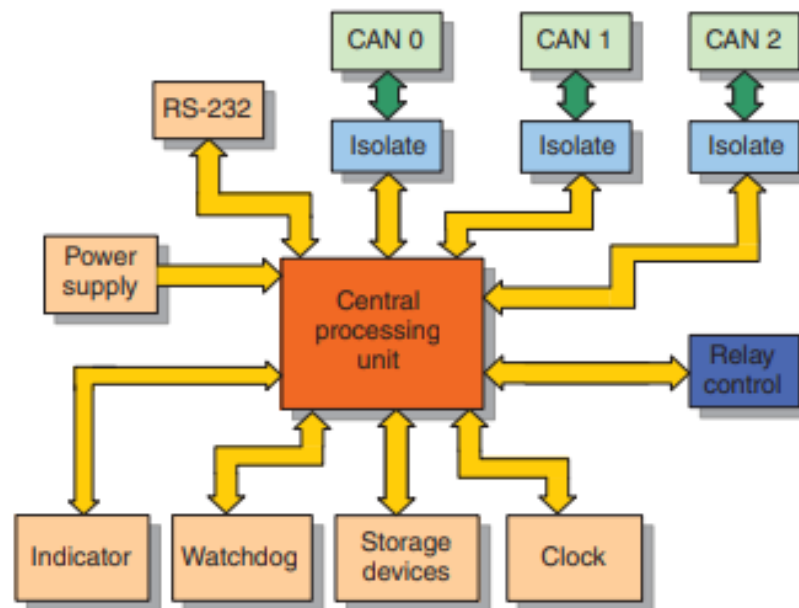 CAN 0
CAN 1
CAN 2
RS-232
Isolate
Isolate
Isolate
Power
supply
Central
processing
unit
Relay
control
Indicator
Watchdog
Storage
devices
Clock